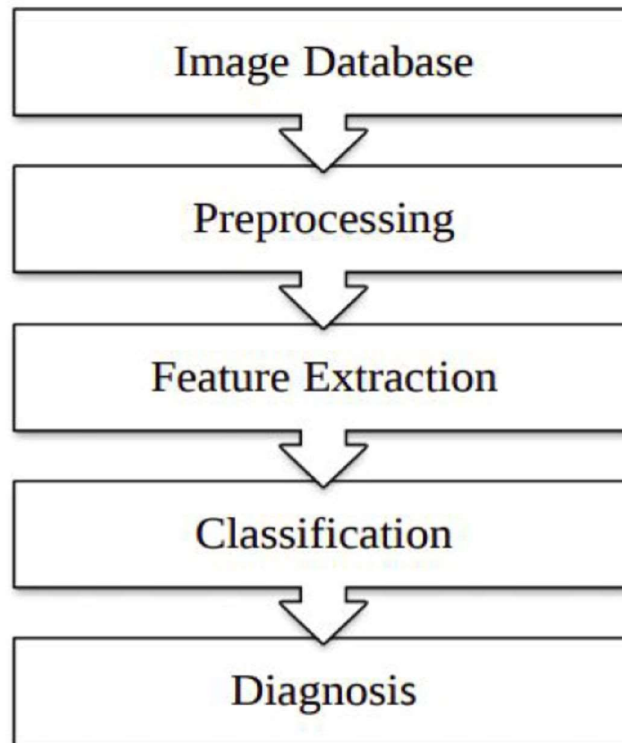 Image Database
Preprocessing
Feature Extraction
Classification
Diagnosis